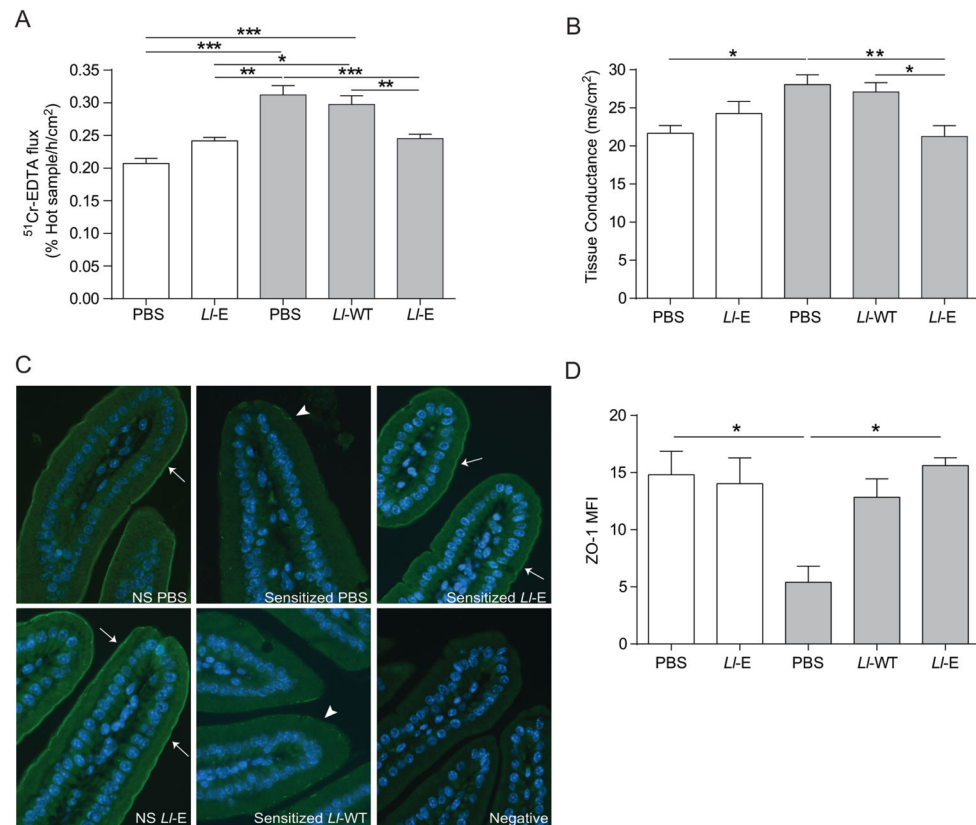 A
***
***
*
** ***
**
⁵¹Cr-EDTA flux
(% Hot sample/h/cm²)
0.35
0.30
0.25
0.20
0.15
0.10
0.05
0.00
PBS Ll-E PBS Ll-WT Ll-E
B
* **
*
Tissue Conductance (ms/cm²)
30
25
20
15
10
5
0
PBS Ll-E PBS Ll-WT Ll-E
C
NS PBS
Sensitized PBS
Sensitized Ll-E
NS Ll-E
Sensitized Ll-WT
Negative
D
* *
ZO-1 MFI
20
15
10
5
0
PBS Ll-E PBS Ll-WT Ll-E